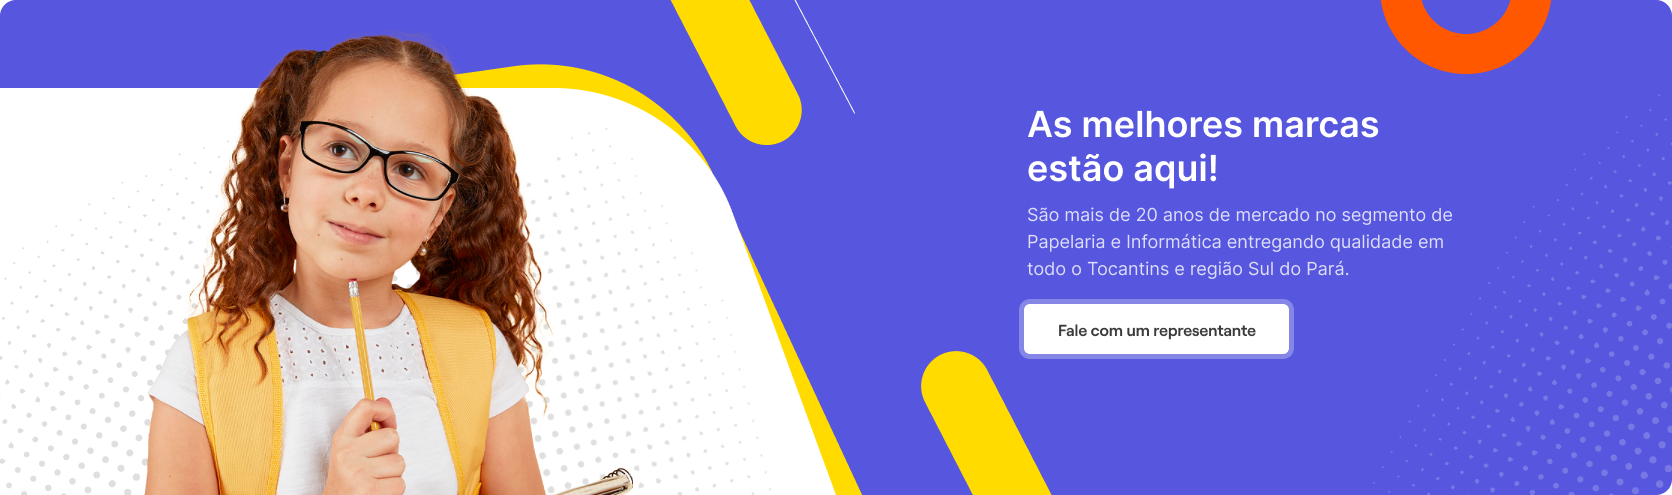 As melhores marcas
estão aqui!
São mais de 20 anos de mercado no segmento de
Papelaria e Informática entregando qualidade em
todo o Tocantins e região Sul do Pará.
Fale com um representante